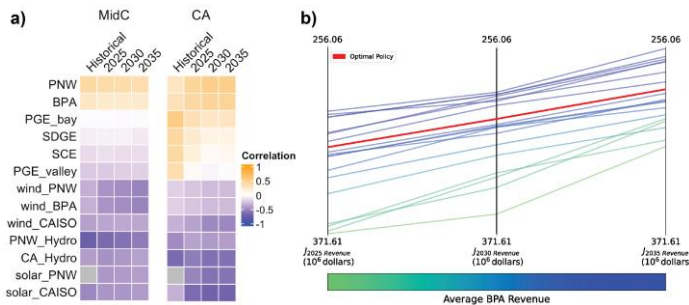 a)
MidC
CA
Historical
2025
2030
2035
Historical
2025
2030
2035
PNW
BPA
PGE_bay
SDGE
SCE
PGE_valley
wind_PNW
wind_BPA
wind_CAISO
PNW_Hydro
CA_Hydro
solar_PNW
solar_CAISO
Correlation
1
0.5
0
-0.5
-1
b)
256.06
256.06
256.06
Optimal Policy
371.61
371.61
371.61
J2025 Revenue
(10⁶ dollars)
J2030 Revenue
(10⁶ dollars)
J2035 Revenue
(10⁶ dollars)
Average BPA Revenue